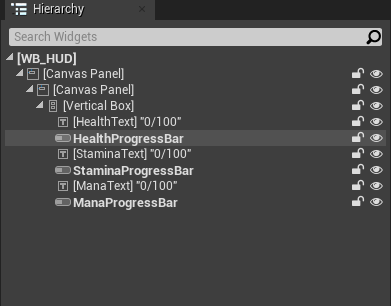 Hierarchy
Search Widgets
[WB_HUD]
[Canvas Panel]
[Canvas Panel]
[Vertical Box]
[HealthText] "0/100"
HealthProgressBar
[StaminaText] "0/100"
StaminaProgressBar
[ManaText] "0/100"
ManaProgressBar